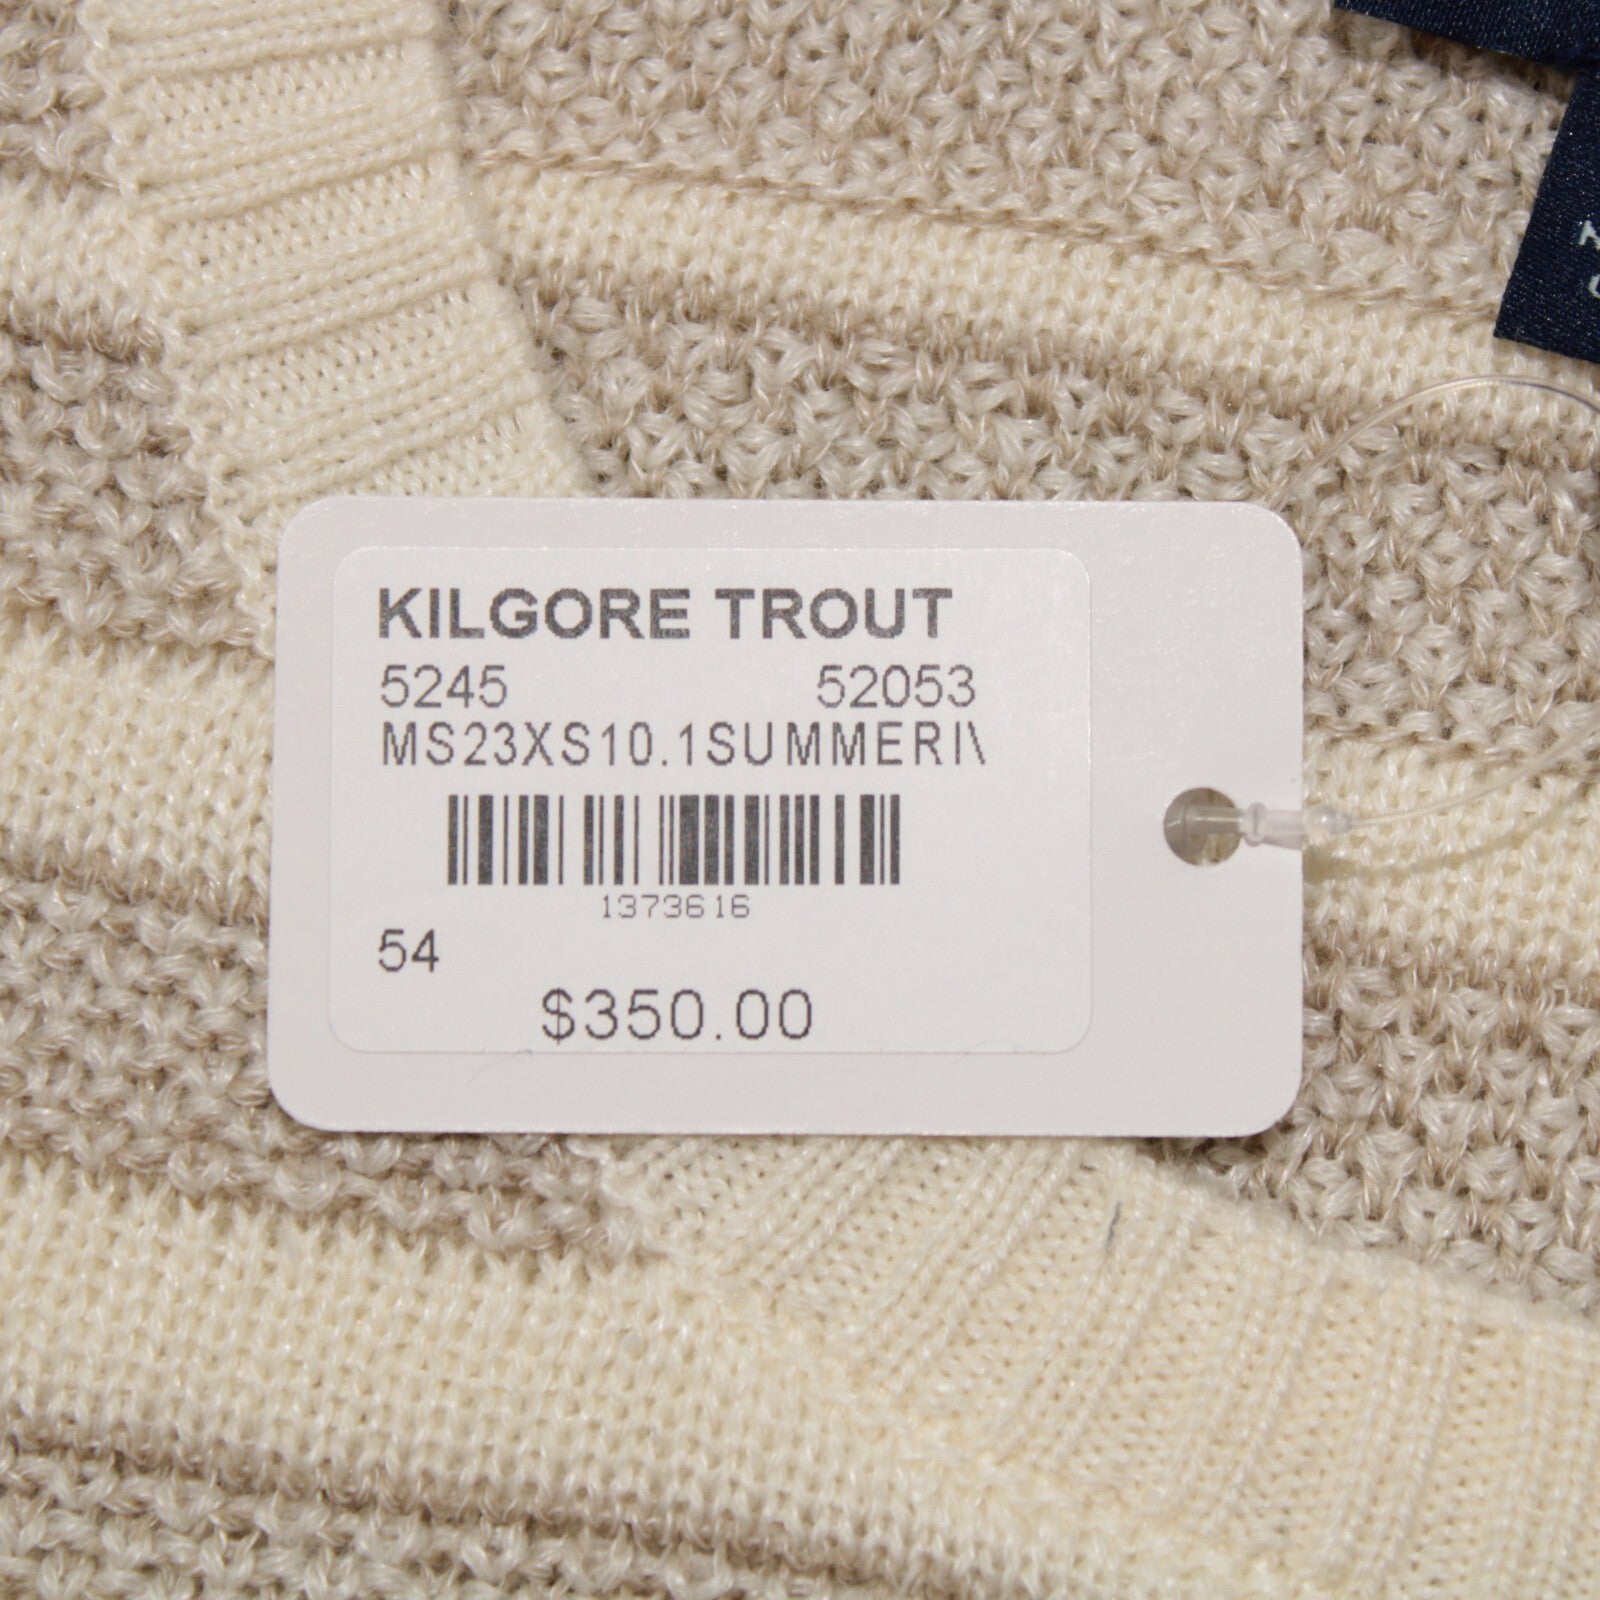 KILGORE TROUT
5245 52053
MS23XS10.1SUMMERI\
1373616
54
$350.00